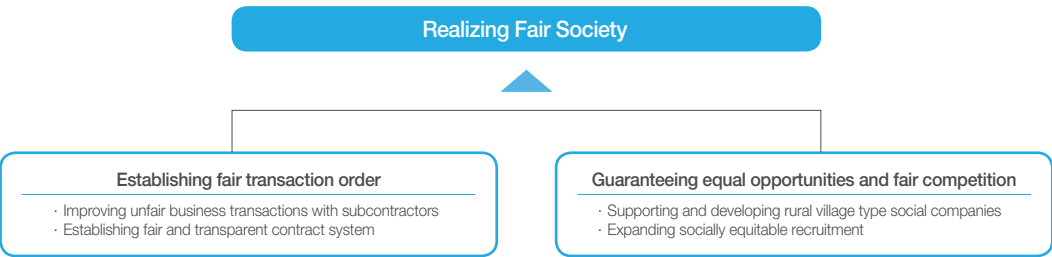 Realizing Fair Society
Establishing fair transaction order
· Improving unfair business transactions with subcontractors
· Establishing fair and transparent contract system
Guaranteeing equal opportunities and fair competition
· Supporting and developing rural village type social companies
· Expanding socially equitable recruitment